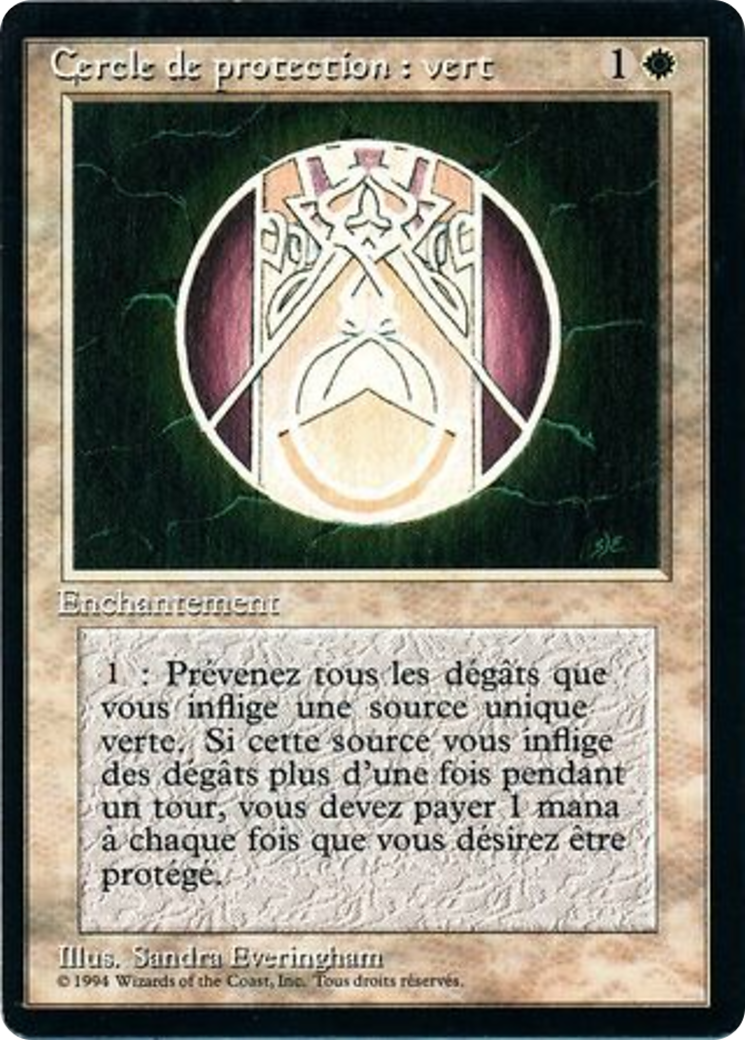 Cercle de protection : vert 1
SJE
Enchantement
1 : Prévenez tous les dégâts que
vous inflige une source unique
verte. Si cette source vous inflige
des dégâts plus d'une fois pendant
un tour, vous devez payer 1 mana
à chaque fois que vous désirez être
protégé.
Illus. Sandra Everingham
© 1994 Wizards of the Coast, Inc. Tous droits réservés.